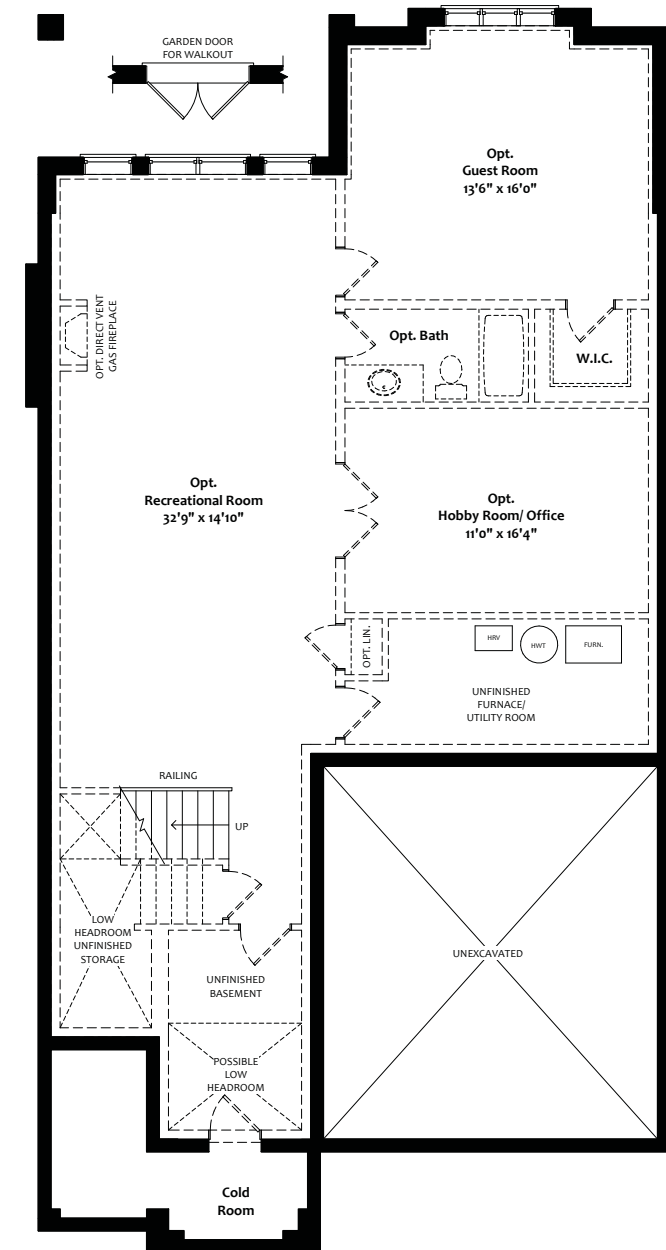 GARDEN DOOR
FOR WALKOUT
Opt.
Guest Room
13'6" x 16'0"
OPT. DIRECT VENT
GAS FIREPLACE
Opt. Bath
W.I.C.
Opt.
Recreational Room
32'9" x 14'10"
Opt.
Hobby Room/ Office
11'0" x 16'4"
OPT. LIN.
HRV
HWT
FURN.
UNFINISHED
FURNACE/
UTILITY ROOM
RAILING
UP
LOW
HEADROOM
UNFINISHED
STORAGE
UNFINISHED
BASEMENT
UNEXCAVATED
POSSIBLE
LOW
HEADROOM
Cold
Room